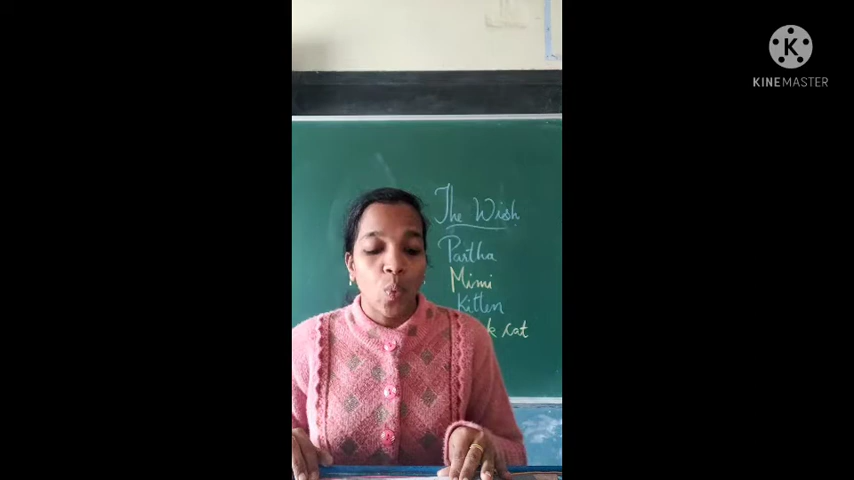 KINEMASTER
The Wish
Partha
Mimi
Kitten
cat